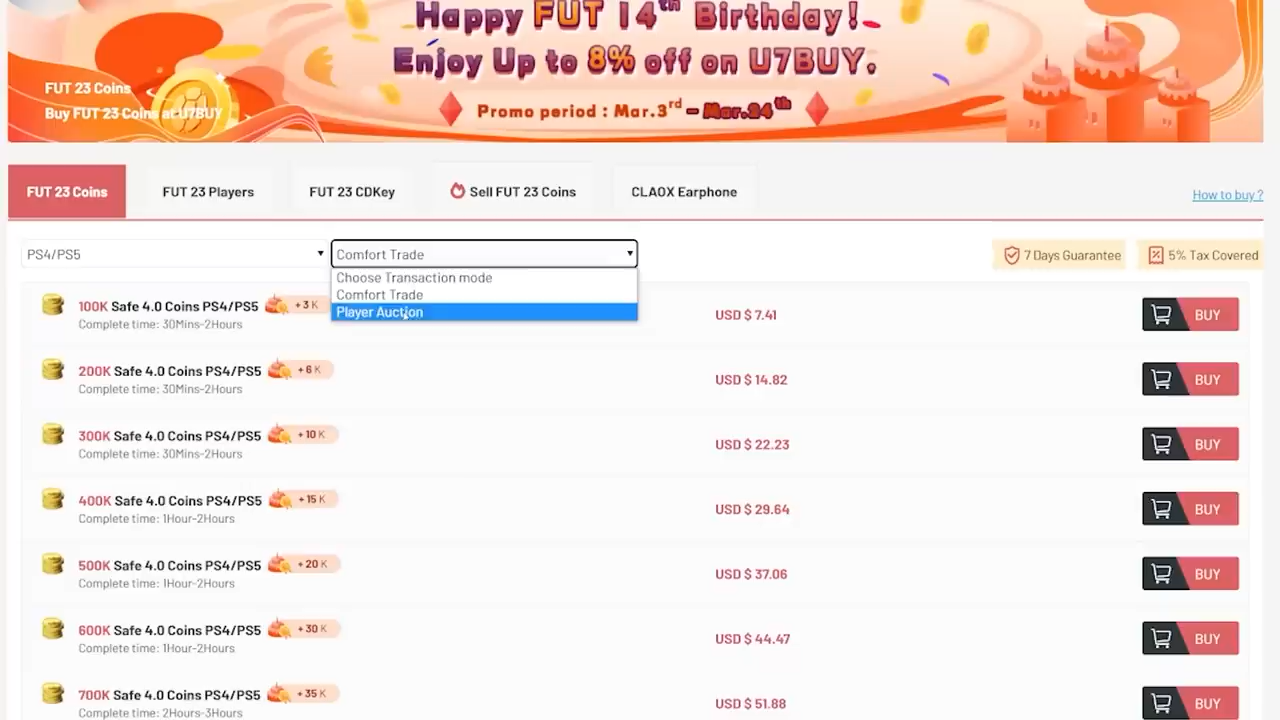 Happy FUT 14th Birthday!
Enjoy Up to 8% off on U7BUY.
Promo period : Mar.3rd - Mar.24th
FUT 23 Coins
Buy FUT 23 Coins at U7BUY
FUT 23 Coins
FUT 23 Players
FUT 23 CDKey
Sell FUT 23 Coins
CLAOX Earphone
How to buy ?
PS4/PS5
Comfort Trade
7 Days Guarantee
5% Tax Covered
Choose Transaction mode
Comfort Trade
Player Auction
100K Safe 4.0 Coins PS4/PS5 +3 K
Complete time: 30Mins-2Hours
USD $ 7.41
BUY
200K Safe 4.0 Coins PS4/PS5 +6 K
Complete time: 30Mins-2Hours
USD $ 14.82
BUY
300K Safe 4.0 Coins PS4/PS5 +10 K
Complete time: 30Mins-2Hours
USD $ 22.23
BUY
400K Safe 4.0 Coins PS4/PS5 +15 K
Complete time: 1Hour-2Hours
USD $ 29.64
BUY
500K Safe 4.0 Coins PS4/PS5 +20 K
Complete time: 1Hour-2Hours
USD $ 37.06
BUY
600K Safe 4.0 Coins PS4/PS5 +30 K
Complete time: 1Hour-2Hours
USD $ 44.47
BUY
700K Safe 4.0 Coins PS4/PS5 +35 K
Complete time: 2Hours-3Hours
USD $ 51.88
BUY